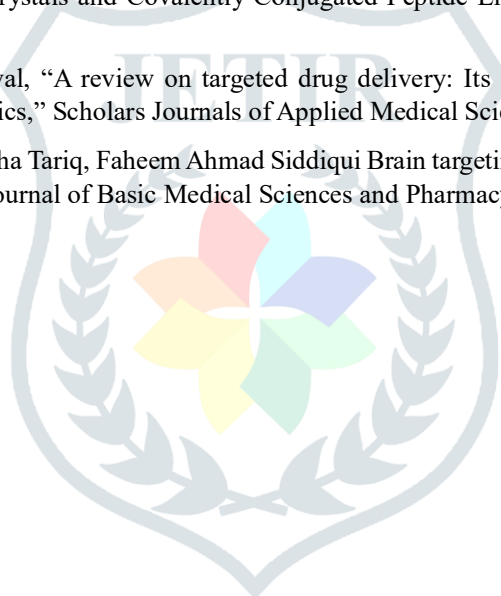 rystals and Covalently Conjugated Peptide
val, “A review on targeted drug delivery: Its
ics,” Scholars Journals of Applied Medical Sci
ha Tariq, Faheem Ahmad Siddiqui Brain targeti
ournal of Basic Medical Sciences and Pharmacy
JETIR